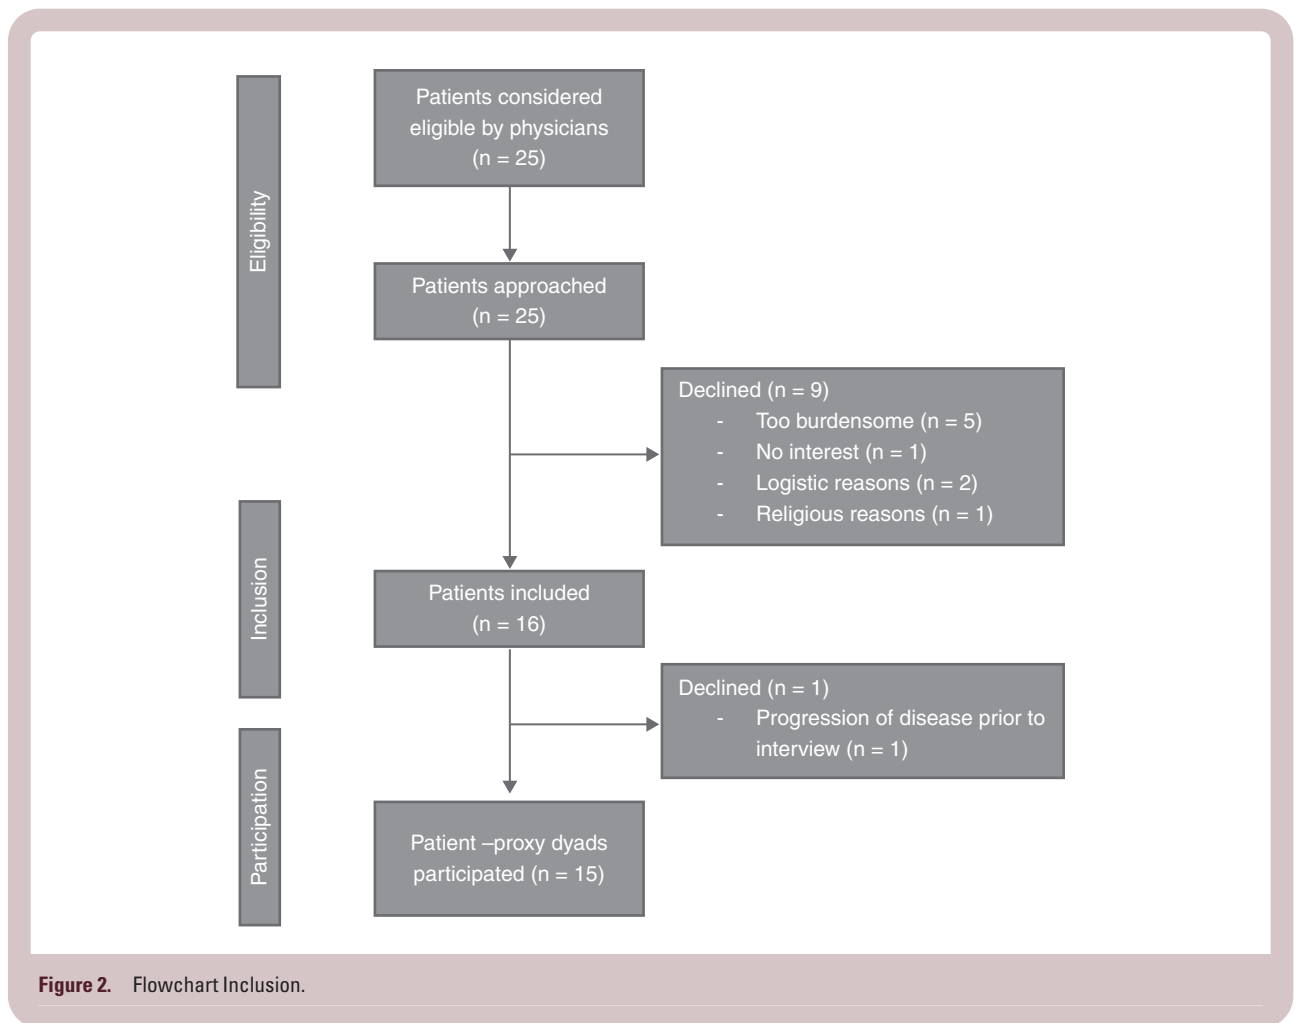 Eligibility
Patients considered
eligible by physicians
(n = 25)
Patients approached
(n = 25)
Declined (n = 9)
- Too burdensome (n = 5)
- No interest (n = 1)
- Logistic reasons (n = 2)
- Religious reasons (n = 1)
Inclusion
Patients included
(n = 16)
Declined (n = 1)
- Progression of disease prior to
interview (n = 1)
Participation
Patient –proxy dyads
participated (n = 15)
Figure 2. Flowchart Inclusion.